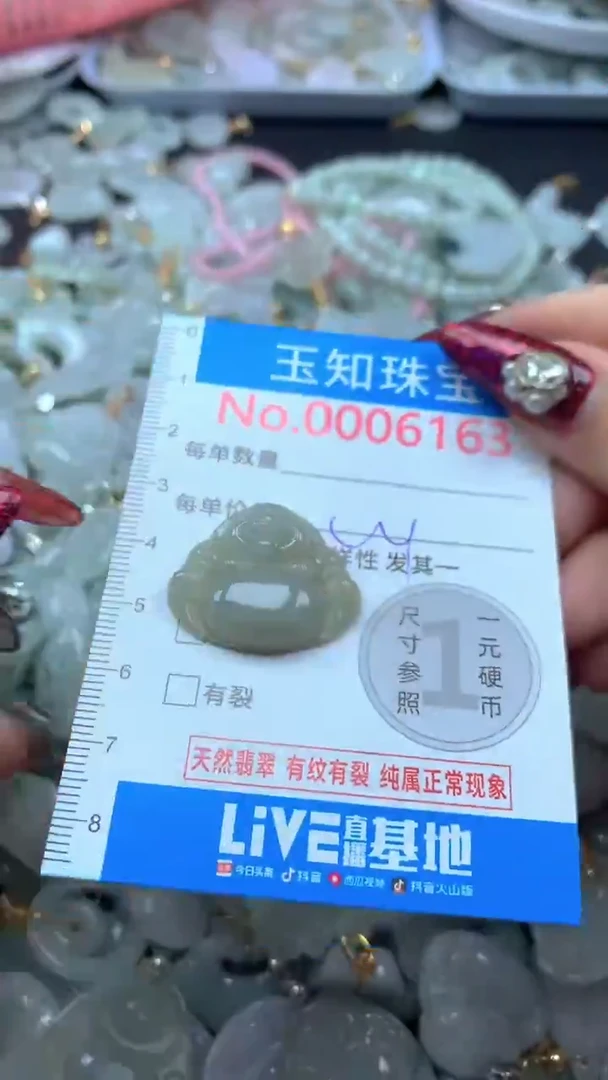 玉知珠宝
No.0006163
每单数量
每单价
样性 发其一
尺寸参照
1
一元硬币
有裂
天然翡翠 有纹有裂 纯属正常现象
LiVE直播基地
今日头条 抖音 西瓜视频 抖音火山版
0
1
2
3
4
5
6
7
8